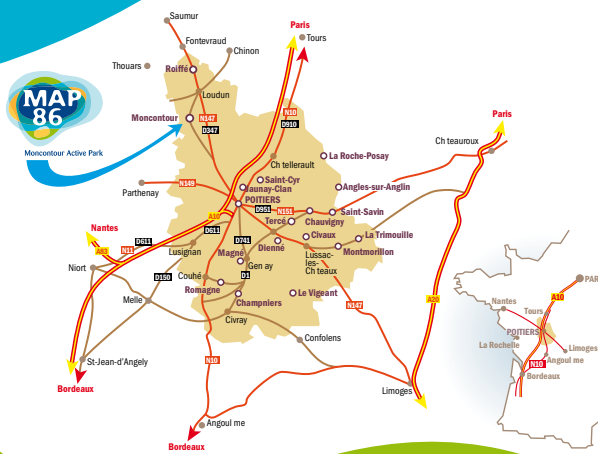 Saumur
Paris
Tours
Fontevraud
Chinon
Thouars
Roiffé
MAP
86
Moncontour Active Park
Loudun
Moncontour
N147
D347
N10
D910
Paris
Ch teauroux
La Roche-Posay
Ch tellerault
Saint-Cyr
Jaunay-Clan
Angles-sur-Anglin
Parthenay
N149
POITIERS
D951
N151
Saint-Savin
A10
Tercé
Chauvigny
Nantes
A83
N11
D611
D611
D741
Dienné
Civaux
La Trimouille
Lusignan
Magné
Gen ay
Lussac-
les-
Ch teaux
Montmorillon
Niort
D150
Couhé
D1
Romagne
Le Vigeant
Melle
Champniers
N147
A20
Civray
Confolens
N10
St-Jean-d'Angely
Bordeaux
Limoges
Angoul me
Bordeaux
PAR
Nantes
A10
Tours
POITIERS
La Rochelle
Limoges
Angoul me
N10
Bordeaux